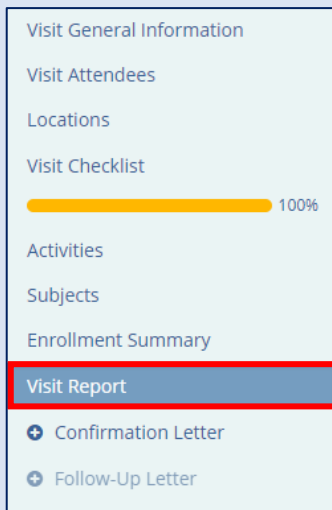 Visit General Information
Visit Attendees
Locations
Visit Checklist
100%
Activities
Subjects
Enrollment Summary
Visit Report
Confirmation Letter
Follow-Up Letter